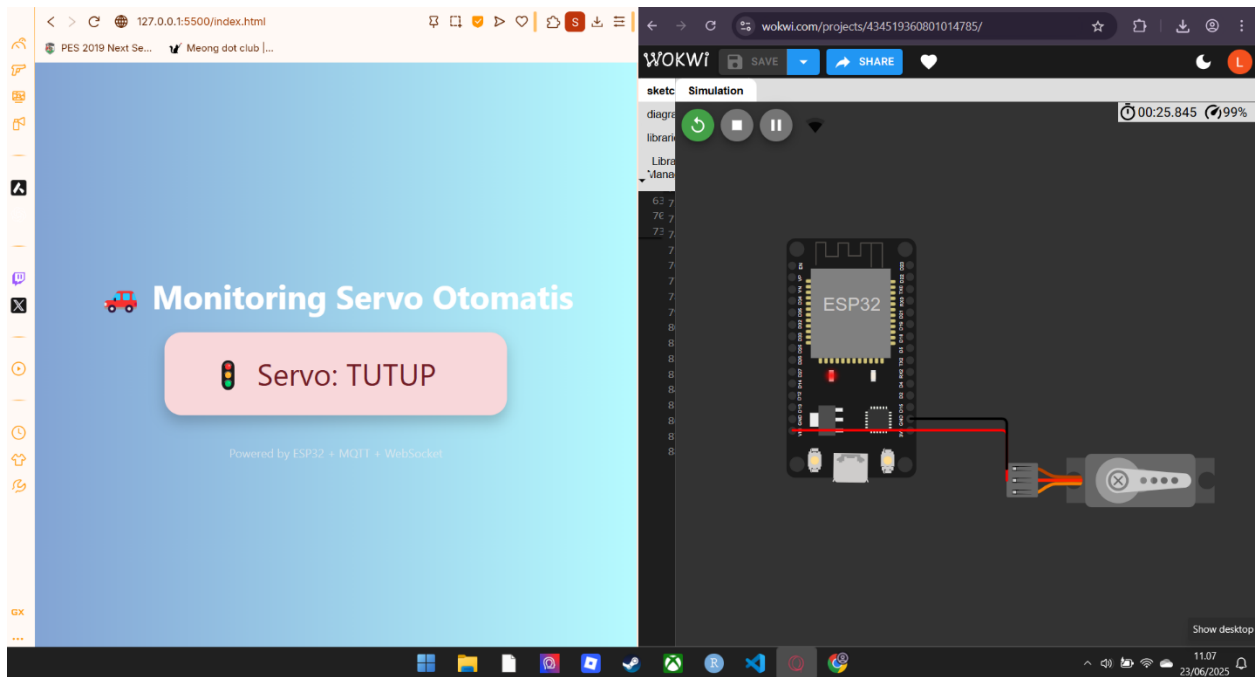 127.0.0.1:5500/index.html
PES 2019 Next Se...
Meong dot club |...
S
🚗 Monitoring Servo Otomatis
🚦 Servo: TUTUP
Powered by ESP32 + MQTT + WebSocket
GX
wokwi.com/projects/434519360801014785/
WOKWi
SAVE
SHARE
L
sketc
Simulation
diagra
librari
Libra
Mana
00:25.845
99%
ESP32
Show desktop
11.07
23/06/2025